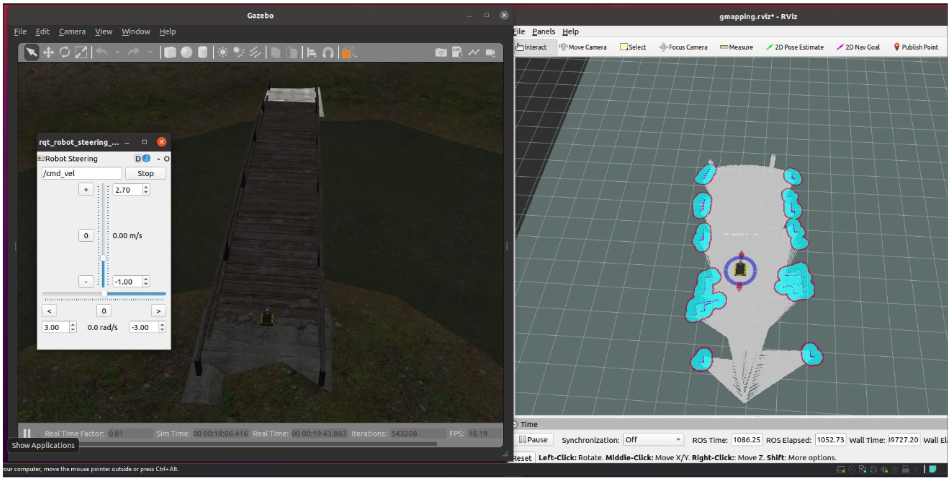 Gazebo
File Edit Camera View Window Help
rqt_robot_steering_...
Robot Steering
D
- O
/cmd_vel
Stop
+
2.70
0
0.00 m/s
-
-1.00
<
0
>
3.00
0.0 rad/s
-3.00
Real Time Factor: 0.81 Sim Time: 00 00:18:06.416 Real Time: 00 00:19:43.663 Iterations: 543208 FPS: 18.19
Show Applications
our computer, move the mouse pointer outside or press Ctrl+Alt.
gmapping.rviz* - RViz
File Panels Help
Interact Move Camera Select Focus Camera Measure 2D Pose Estimate 2D Nav Goal Publish Point
Time
Pause Synchronization: Off ROS Time: 1086.25 ROS Elapsed: 1052.73 Wall Time: 9727.20 Wall El
Reset Left-Click: Rotate. Middle-Click: Move X/Y. Right-Click: Move Z. Shift: More options.